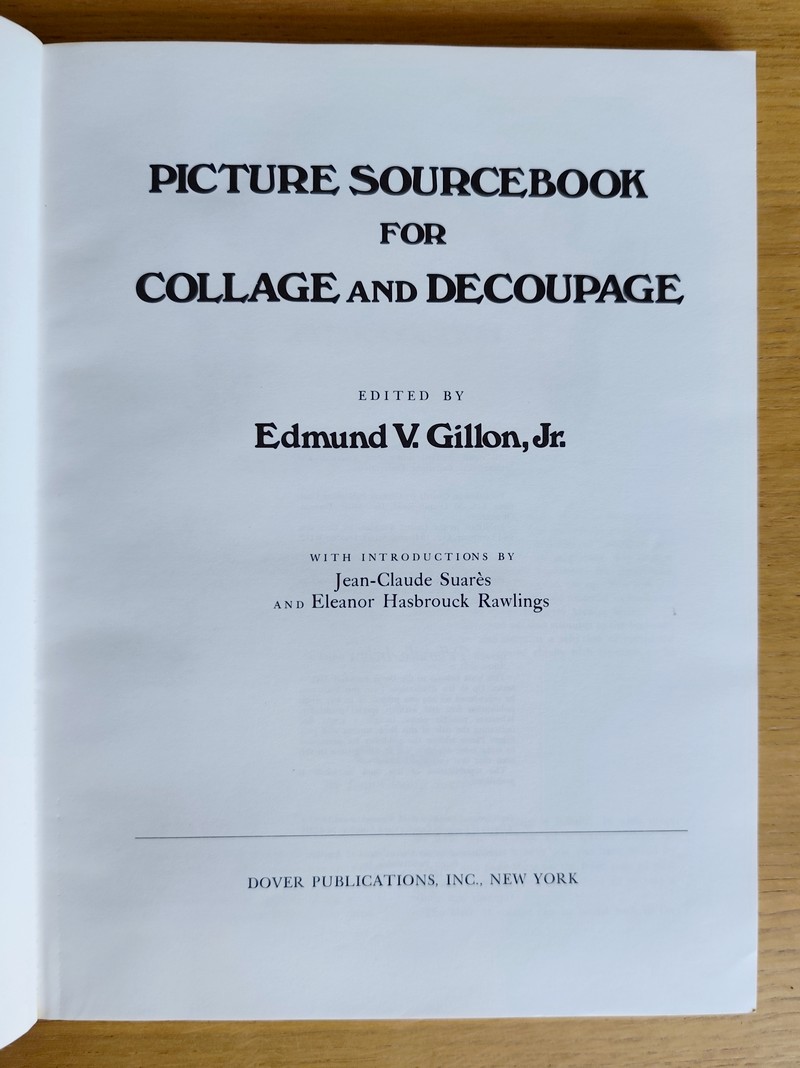 PICTURE SOURCEBOOK
FOR
COLLAGE AND DECOUPAGE
EDITED BY
Edmund V. Gillon, Jr.
WITH INTRODUCTIONS BY
Jean-Claude Suarès
AND Eleanor Hasbrouck Rawlings
DOVER PUBLICATIONS, INC., NEW YORK